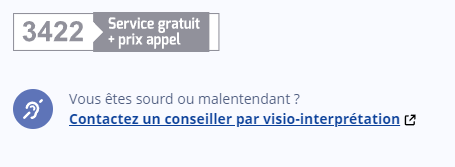 3422 Service gratuit
+ prix appel
Vous êtes sourd ou malentendant ?
Contactez un conseiller par visio-interprétation